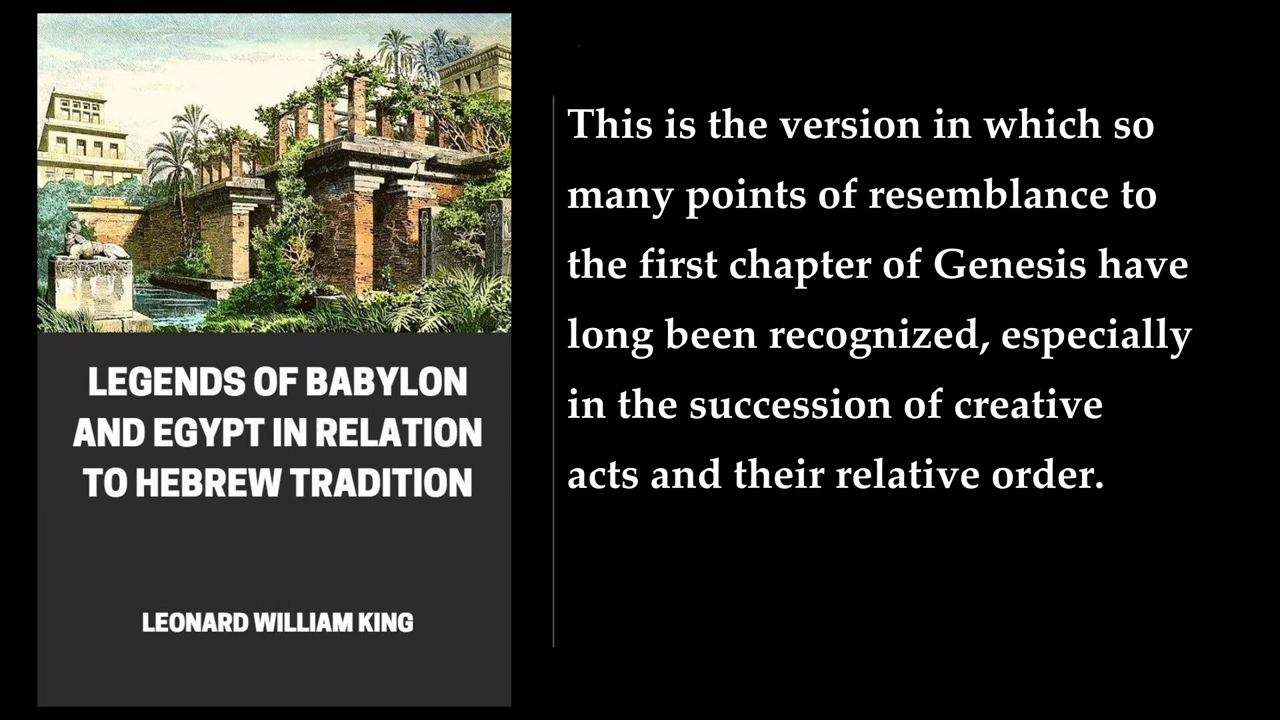 LEGENDS OF BABYLON
AND EGYPT IN RELATION
TO HEBREW TRADITION
LEONARD WILLIAM KING
This is the version in which so
many points of resemblance to
the first chapter of Genesis have
long been recognized, especially
in the succession of creative
acts and their relative order.